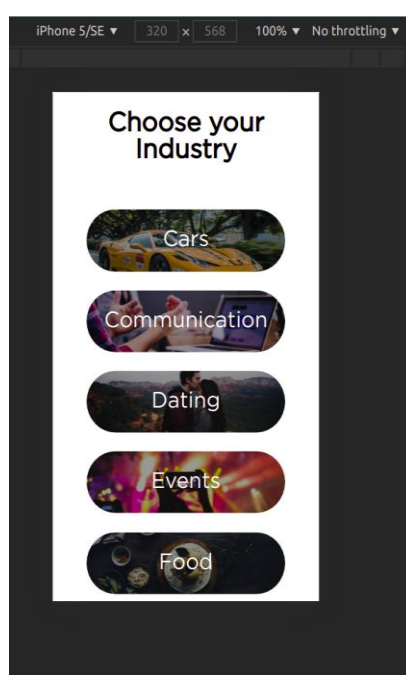 iPhone 5/SE ▼ 320 × 568 100% ▼ No throttling ▼
Choose your
Industry
Cars
Communication
Dating
Events
Food